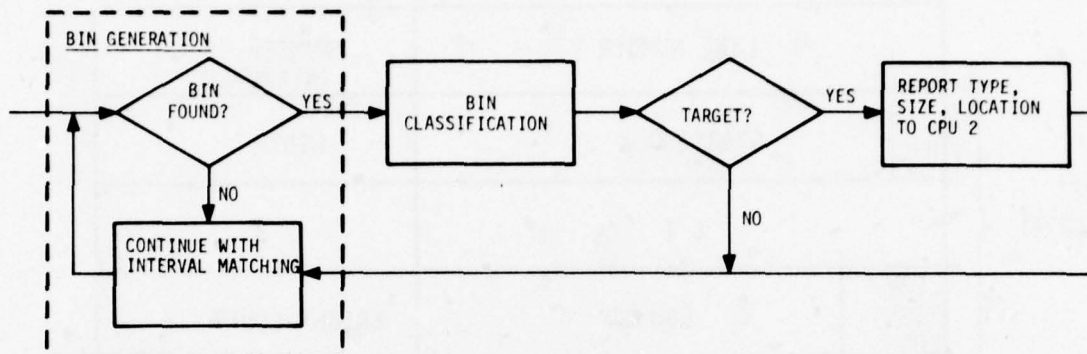 BIN GENERATION
BIN
FOUND?
YES
BIN
CLASSIFICATION
TARGET?
YES
REPORT TYPE,
SIZE, LOCATION
TO CPU 2
NO
NO
CONTINUE WITH
INTERVAL MATCHING